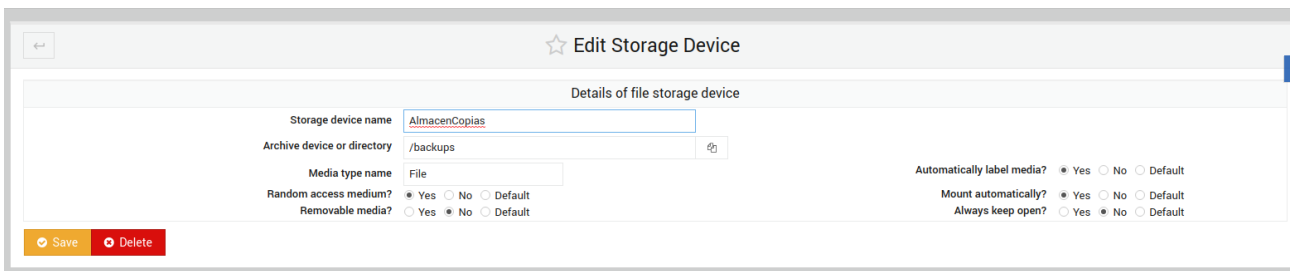 Edit Storage Device
Details of file storage device
Storage device name AlmacenCopias
Archive device or directory /backups
Media type name File Automatically label media? Yes No Default
Random access medium? Yes No Default Mount automatically? Yes No Default
Removable media? Yes No Default Always keep open? Yes No Default
Save Delete